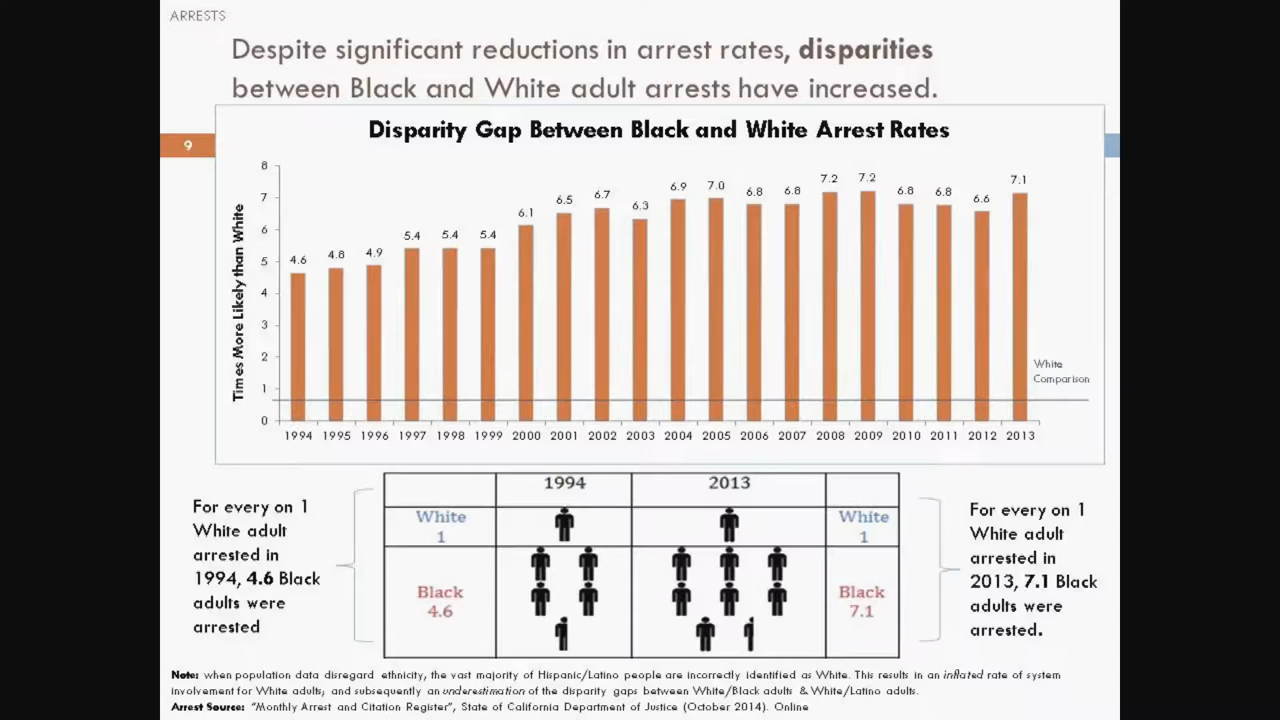 ARRESTS
Despite significant reductions in arrest rates, disparities
between Black and White adult arrests have increased.
9
Disparity Gap Between Black and White Arrest Rates
Times More Likely than White
8
7
6
5
4
3
2
1
0
4.6 4.8 4.9 5.4 5.4 5.4 6.1 6.5 6.7 6.3 6.9 7.0 6.8 6.8 7.2 7.2 6.8 6.8 6.6 7.1
White
Comparison
1994 1995 1996 1997 1998 1999 2000 2001 2002 2003 2004 2005 2006 2007 2008 2009 2010 2011 2012 2013
For every on 1
White adult
arrested in
1994, 4.6 Black
adults were
arrested
1994 2013
White
1
White
1
Black
4.6
Black
7.1
For every on 1
White adult
arrested in
2013, 7.1 Black
adults were
arrested.
Note: when population data disregard ethnicity, the vast majority of Hispanic/Latino people are incorrectly identified as White. This results in an inflated rate of system
involvement for White adults; and subsequently an underestimation of the disparity gaps between White/Black adults & White/Latino adults.
Arrest Source: "Monthly Arrest and Citation Register", State of California Department of Justice (October 2014). Online